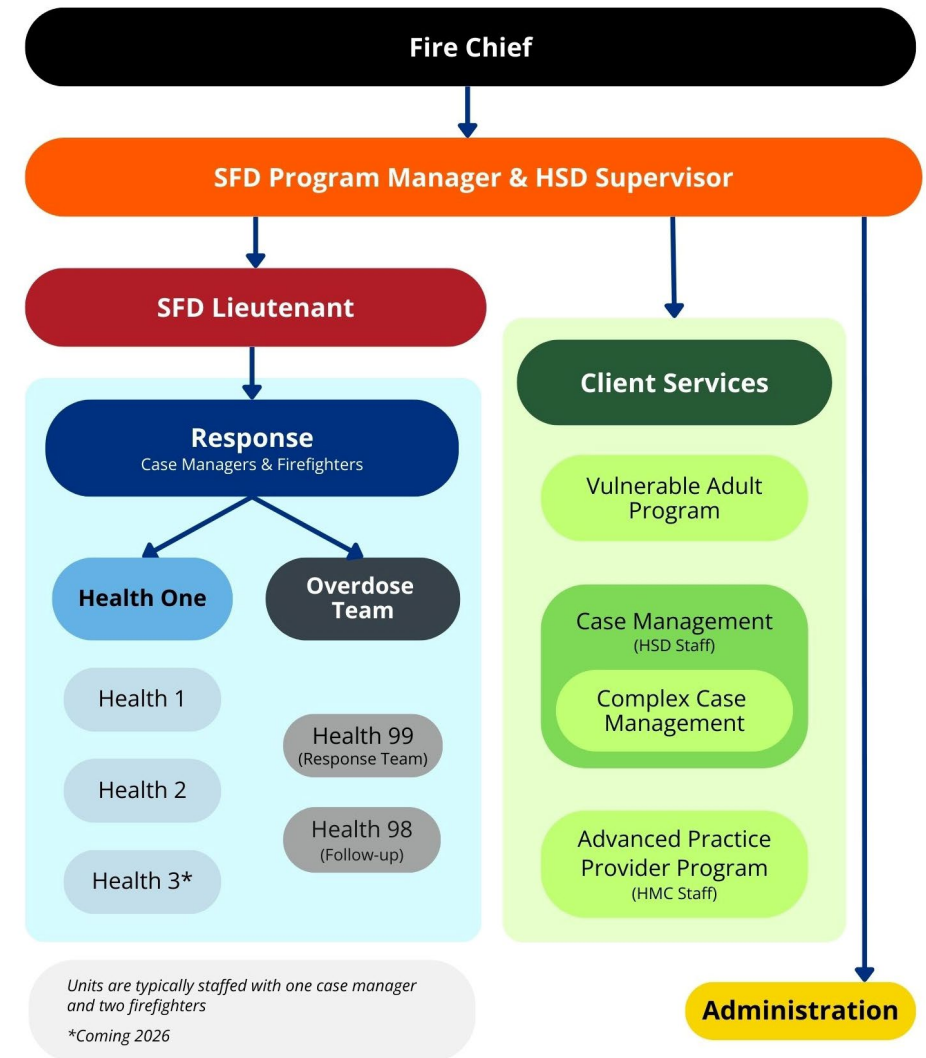 Fire Chief
SFD Program Manager & HSD Supervisor
SFD Lieutenant
Response
Case Managers & Firefighters
Health One
Health 1
Health 2
Health 3*
Overdose
Team
Health 99
(Response Team)
Health 98
(Follow-up)
Client Services
Vulnerable Adult
Program
Case Management
(HSD Staff)
Complex Case
Management
Advanced Practice
Provider Program
(HMC Staff)
Units are typically staffed with one case manager
and two firefighters
*Coming 2026
Administration